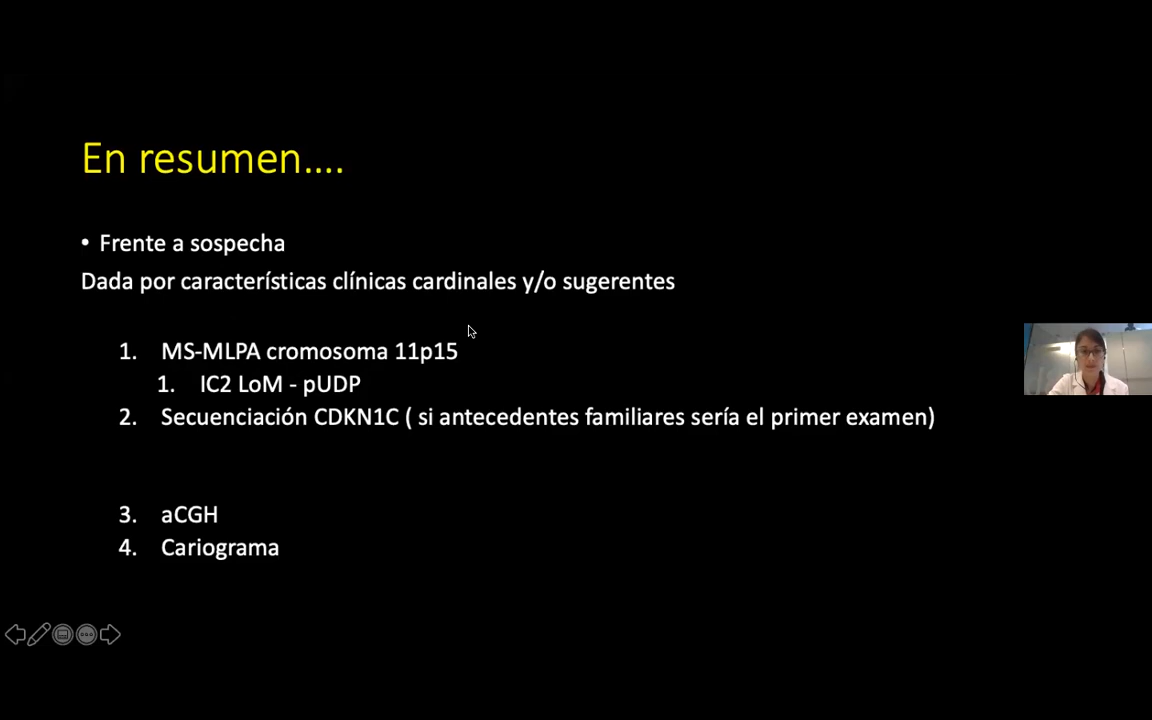 En resumen....
• Frente a sospecha
Dada por características clínicas cardinales y/o sugerentes
1. MS-MLPA cromosoma 11p15
1. IC2 LoM - pUDP
2. Secuenciación CDKN1C ( si antecedentes familiares sería el primer examen)
3. aCGH
4. Cariograma